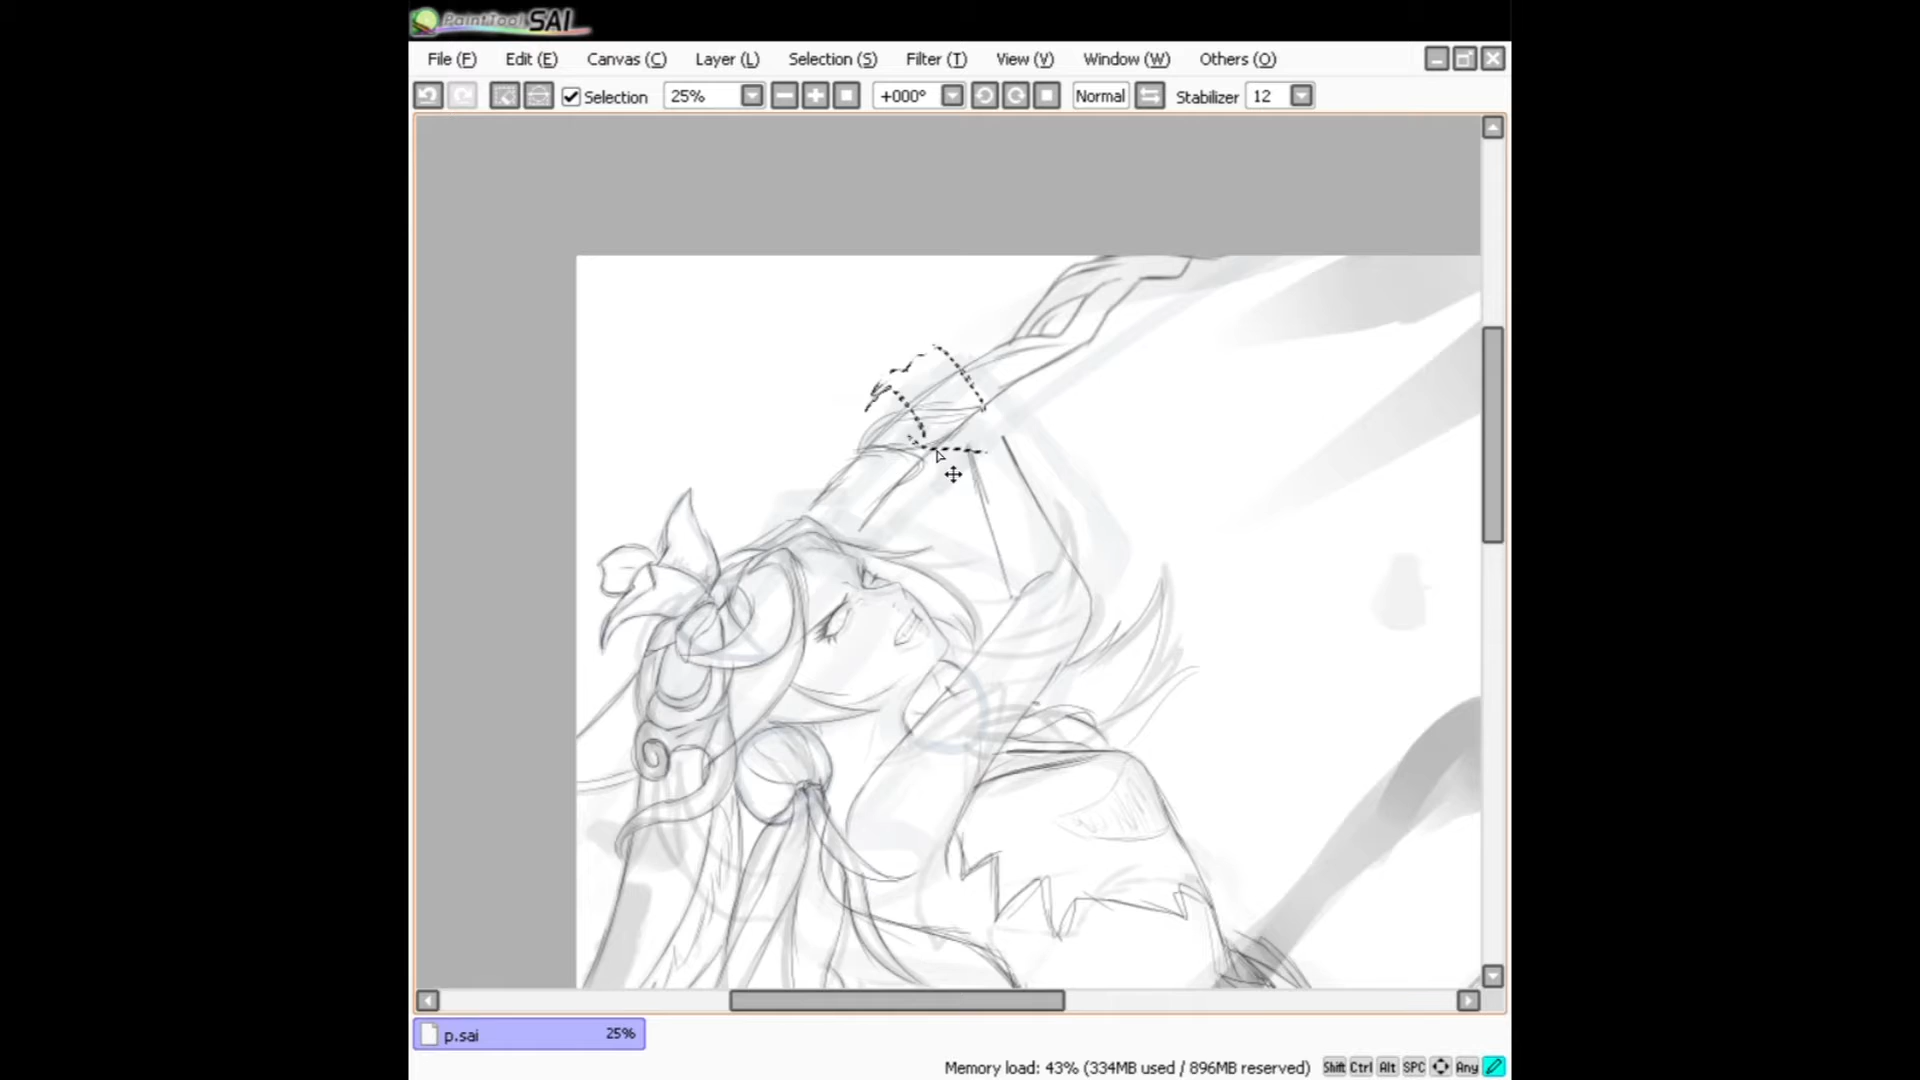 PaintTool SAI
File (F) Edit (E) Canvas (C) Layer (L) Selection (S) Filter (T) View (V) Window (W) Others (O)
Selection 25% +000° Normal Stabilizer 12
p.sai 25%
Memory load: 43% (334MB used / 896MB reserved) Shift Ctrl Alt SPC Any